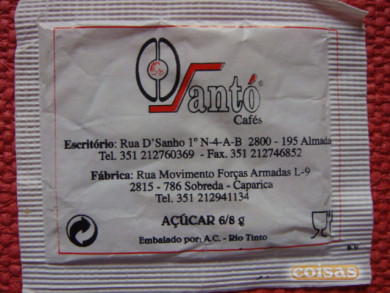 Santó®
Cafés
Escritório: Rua D'Sanho 1º N-4-A-B 2800 - 195 Almada
Tel. 351 212760369 - Fax. 351 212746852
Fábrica: Rua Movimento Forças Armadas L-9
2815 - 786 Sobreda - Caparica
Tel. 351 212941134
AÇÚCAR 6/8 g
Embalado por: A.C. - Rio Tinto
coisas